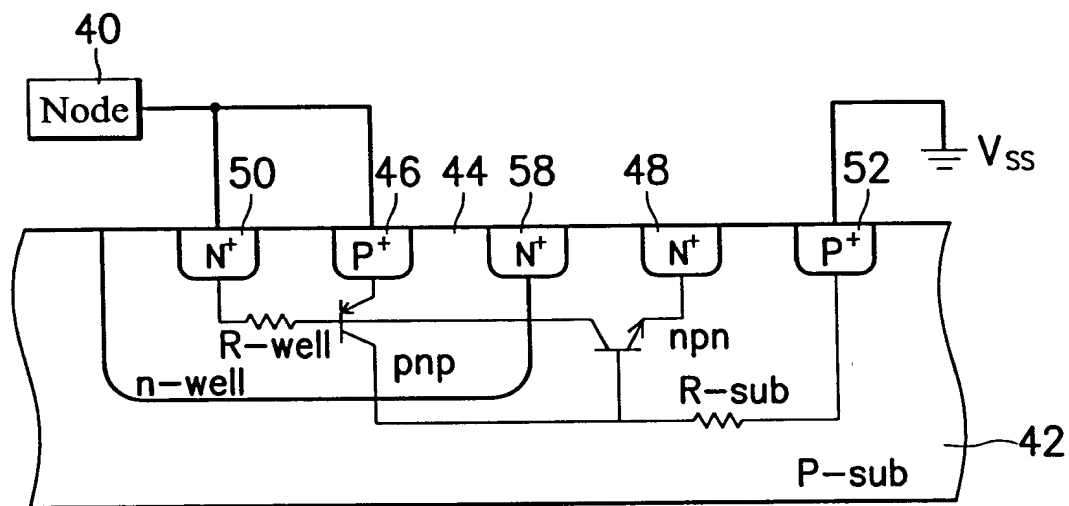 40
Node
50
46
44
58
48
52
V_SS
N+
P+
N+
N+
P+
R-well
pnp
npn
n-well
R-sub
42
P-sub